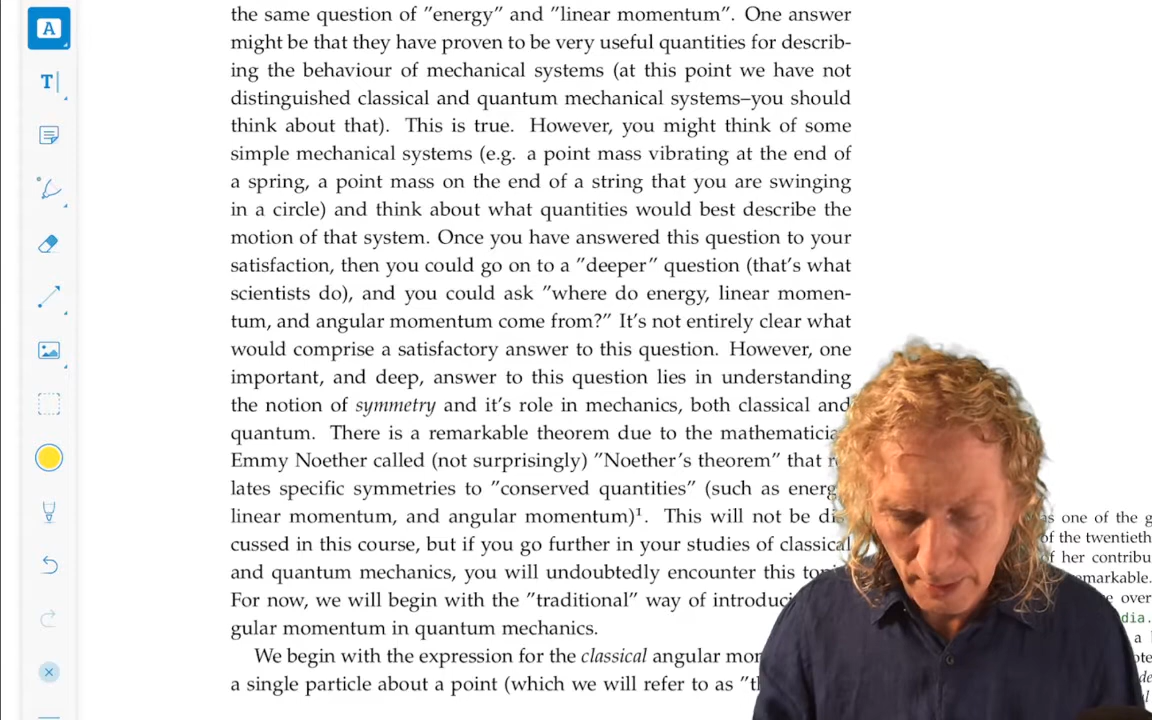 the same question of ”energy” and ”linear momentum”. One answer
might be that they have proven to be very useful quantities for describ-
ing the behaviour of mechanical systems (at this point we have not
distinguished classical and quantum mechanical systems–you should
think about that). This is true. However, you might think of some
simple mechanical systems (e.g. a point mass vibrating at the end of
a spring, a point mass on the end of a string that you are swinging
in a circle) and think about what quantities would best describe the
motion of that system. Once you have answered this question to your
satisfaction, then you could go on to a ”deeper” question (that's what
scientists do), and you could ask ”where do energy, linear momen-
tum, and angular momentum come from?” It's not entirely clear what
would comprise a satisfactory answer to this question. However, one
important, and deep, answer to this question lies in understanding
the notion of symmetry and it's role in mechanics, both classical and
quantum. There is a remarkable theorem due to the
Emmy Noether called (not surprisingly) ”Noether's theorem” that
lates specific symmetries to ”conserved quantities” (such as
linear momentum, and angular momentum)¹. This will not be
cussed in this course, but if you go further in your studies of classical
and quantum mechanics, you will undoubtedly encounter this
For now, we will begin with the ”traditional” way of
gular momentum in quantum mechanics.
We begin with the expression for the classical angular
a single particle about a point (which we will refer to as
as one of the g
of the twentieth
of her contribu
emarkable.
over
dia.
a
A
T